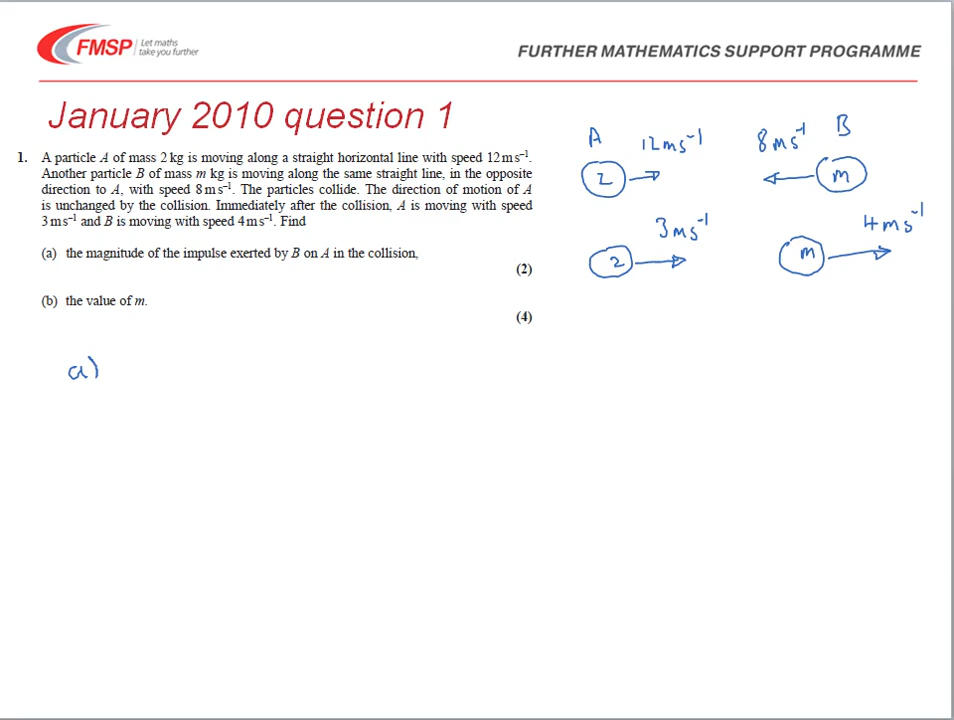 FMSP Let maths
take you further
FURTHER MATHEMATICS SUPPORT PROGRAMME
January 2010 question 1
1. A particle A of mass 2 kg is moving along a straight horizontal line with speed 12 m s⁻¹.
Another particle B of mass m kg is moving along the same straight line, in the opposite
direction to A, with speed 8 m s⁻¹. The particles collide. The direction of motion of A
is unchanged by the collision. Immediately after the collision, A is moving with speed
3 m s⁻¹ and B is moving with speed 4 m s⁻¹. Find
(a) the magnitude of the impulse exerted by B on A in the collision,
(2)
(b) the value of m.
(4)
A 12ms⁻¹ 8ms⁻¹ B
2 m
3ms⁻¹ 4ms⁻¹
2 m
a)